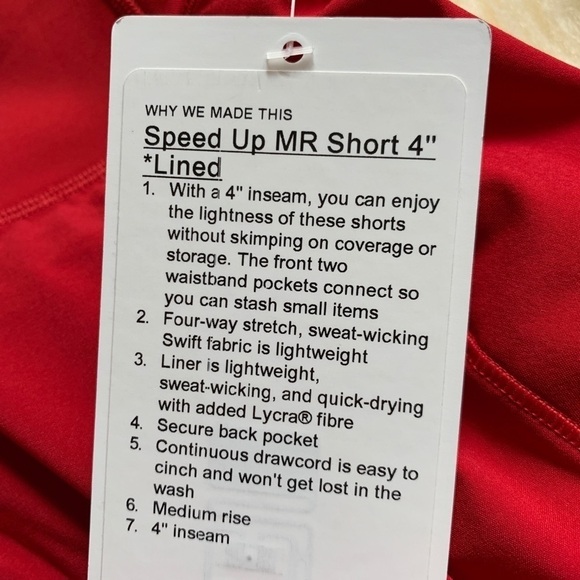 WHY WE MADE THIS
Speed Up MR Short 4"
*Lined
1. With a 4" inseam, you can enjoy
the lightness of these shorts
without skimping on coverage or
storage. The front two
waistband pockets connect so
you can stash small items
2. Four-way stretch, sweat-wicking
Swift fabric is lightweight
3. Liner is lightweight,
sweat-wicking, and quick-drying
with added Lycra® fibre
4. Secure back pocket
5. Continuous drawcord is easy to
cinch and won't get lost in the
wash
6. Medium rise
7. 4" inseam